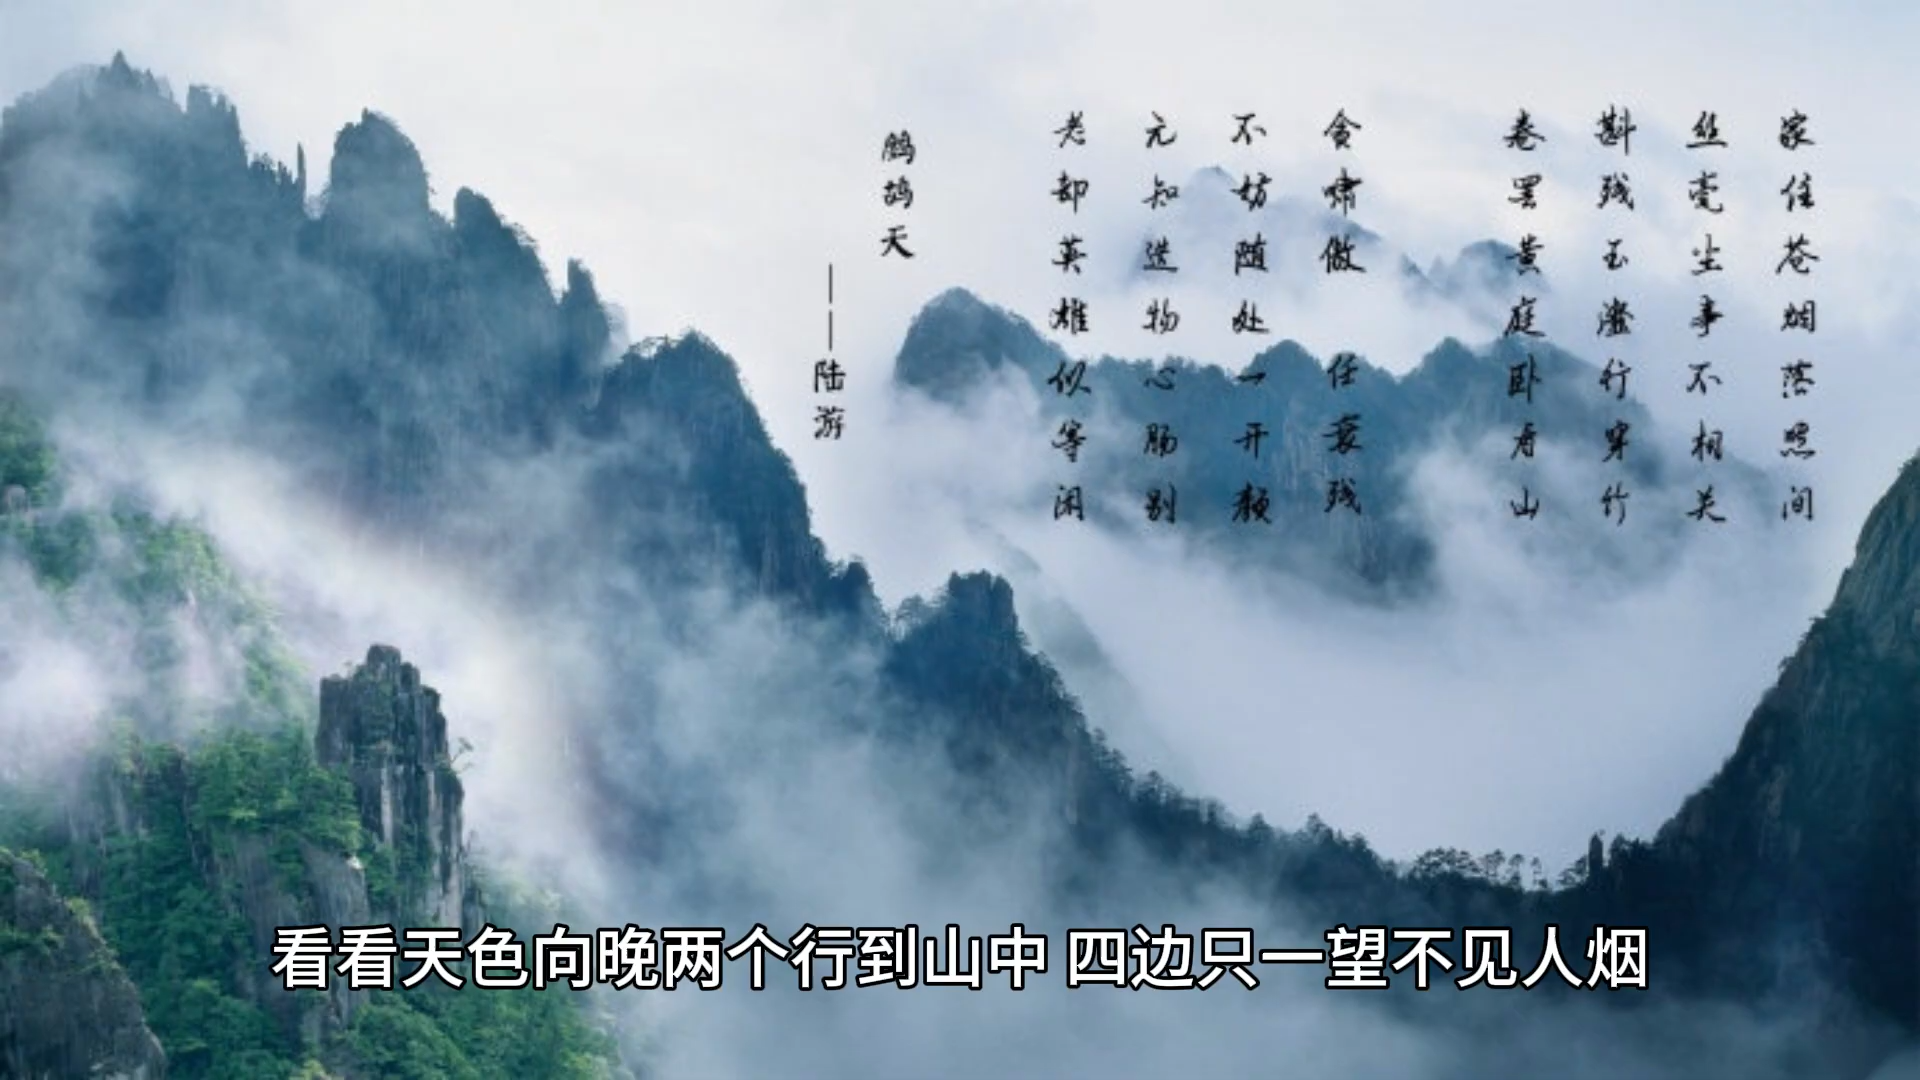 家住苍烟落照间
丝毫尘事不相关
斟残玉瀣行穿竹
卷罢黄庭卧看山
贪啸傲 任衰残
不妨随处一开颜
元知造物心肠别
老却英雄似等闲
鹧鸪天
——陆游
看看天色向晚两个行到山中 四边只一望不见人烟